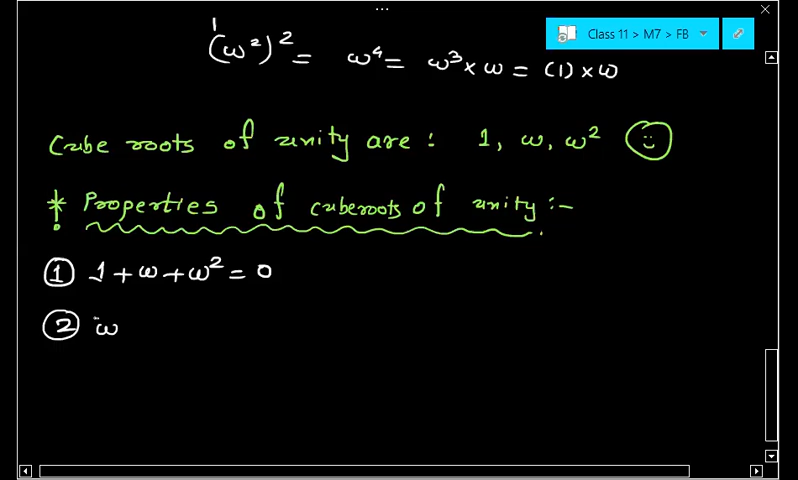 ...
Class 11 > M7 > FB
(ω²)² = ω⁴ = ω³ × ω = (1) × ω
Cube roots of unity are : 1, ω, ω²
* Properties of cuberoots of unity :-
① 1 + ω + ω² = 0
② ω